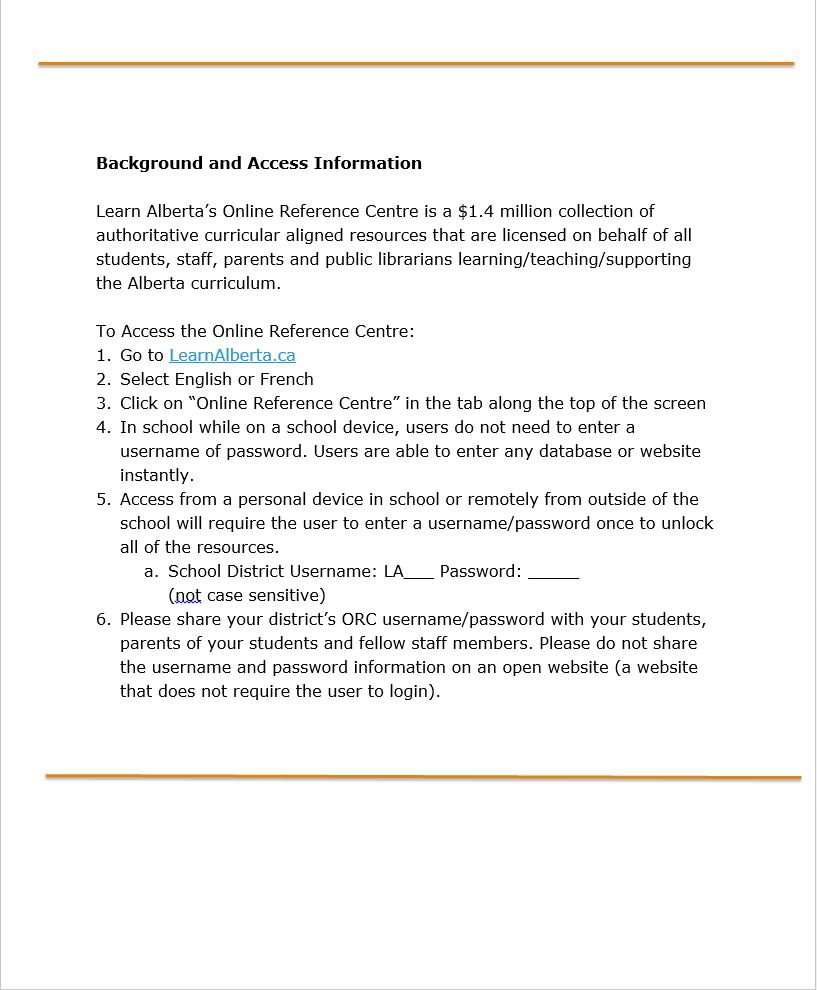 Background and Access Information
Learn Alberta’s Online Reference Centre is a $1.4 million collection of
authoritative curricular aligned resources that are licensed on behalf of all
students, staff, parents and public librarians learning/teaching/supporting
the Alberta curriculum.
To Access the Online Reference Centre:
1. Go to LearnAlberta.ca
2. Select English or French
3. Click on “Online Reference Centre” in the tab along the top of the screen
4. In school while on a school device, users do not need to enter a
username of password. Users are able to enter any database or website
instantly.
5. Access from a personal device in school or remotely from outside of the
school will require the user to enter a username/password once to unlock
all of the resources.
a. School District Username: LA___ Password: _____
(not case sensitive)
6. Please share your district’s ORC username/password with your students,
parents of your students and fellow staff members. Please do not share
the username and password information on an open website (a website
that does not require the user to login).